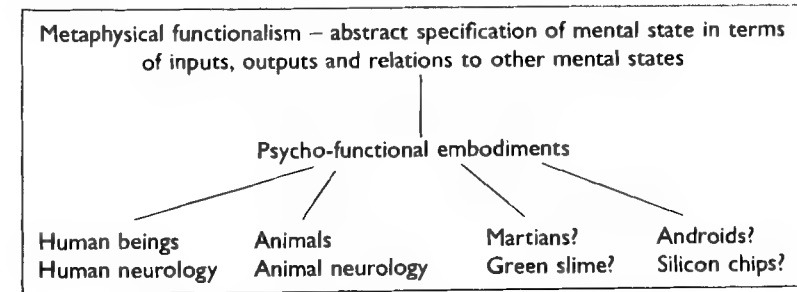 Metaphysical functionalism – abstract specification of mental state in terms
of inputs, outputs and relations to other mental states
Psycho-functional embodiments
Human beings Animals Martians? Androids?
Human neurology Animal neurology Green slime? Silicon chips?